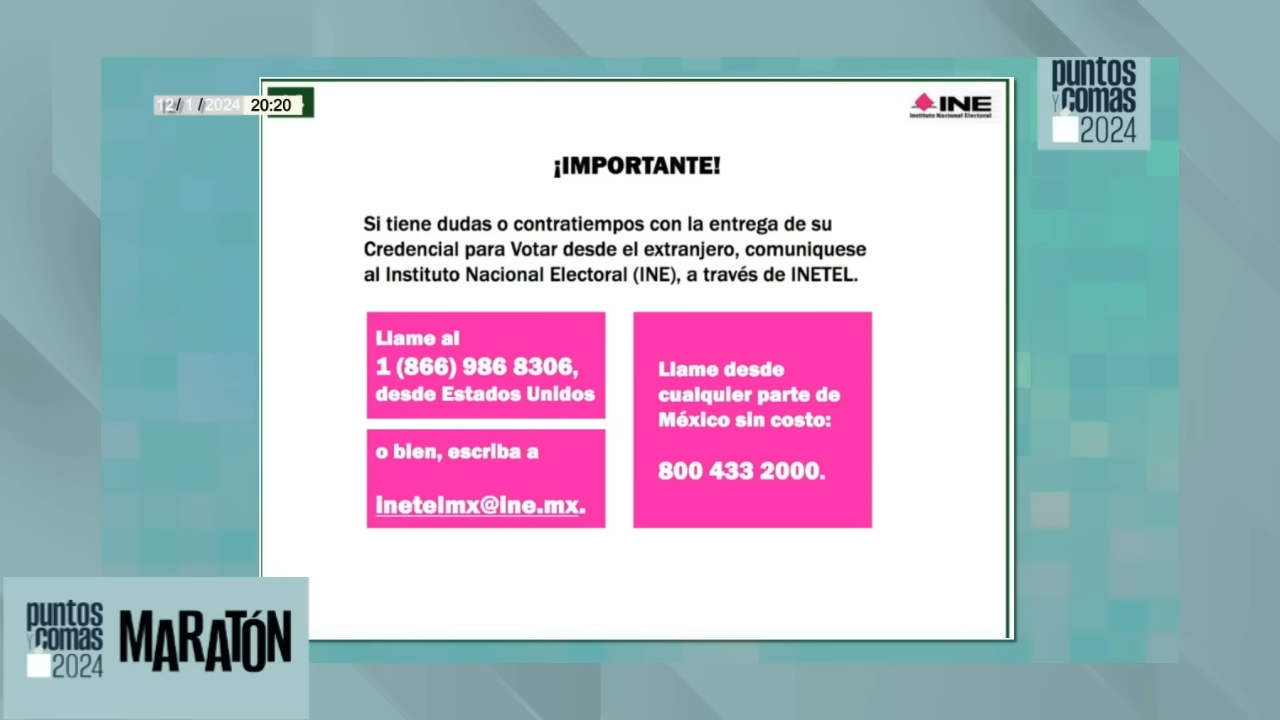 12/ 1 /2024 20:20
INE
Instituto Nacional Electoral
puntos
y comas
2024
¡IMPORTANTE!
Si tiene dudas o contratiempos con la entrega de su
Credencial para Votar desde el extranjero, comuniquese
al Instituto Nacional Electoral (INE), a través de INETEL.
Llame al
1 (866) 986 8306,
desde Estados Unidos
o bien, escriba a
inetelmx@ine.mx.
Llame desde
cualquier parte de
México sin costo:
800 433 2000.
puntos
y comas
2024
MARATÓN